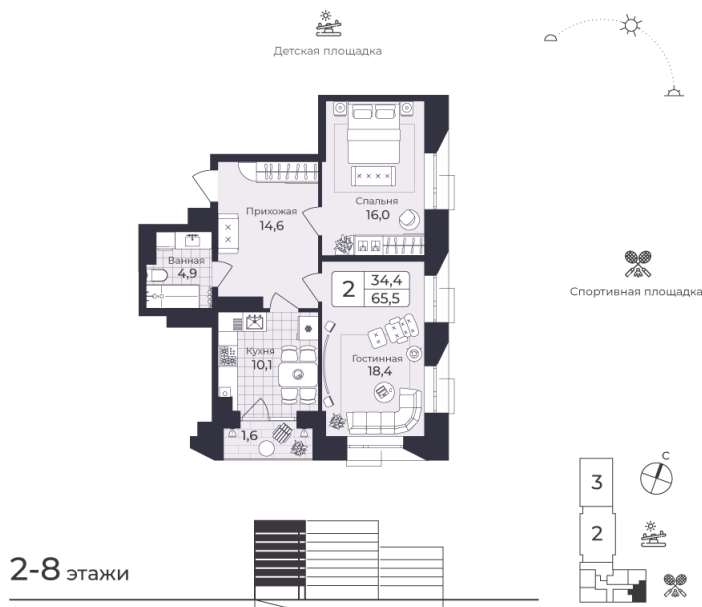 Детская площадка
Спальня
16,0
Прихожая
14,6
Ванная
4,9
2
34,4
65,5
Спортивная площадка
Кухня
10,1
Гостинная
18,4
1,6
С
3
2
2-8 этажи